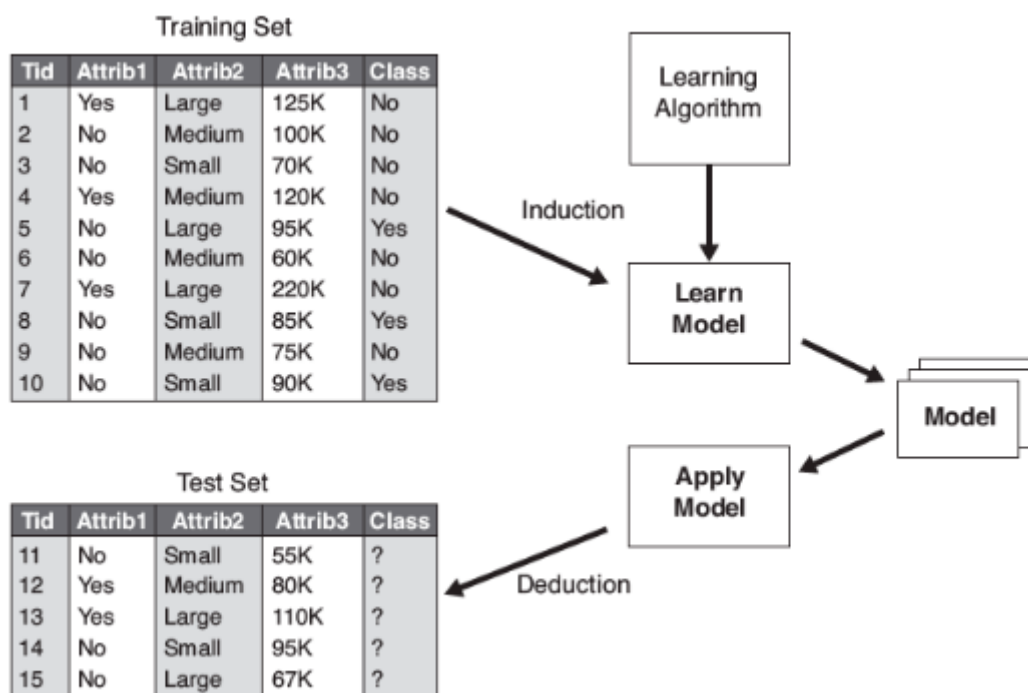 Training Set
Tid Attrib1 Attrib2 Attrib3 Class
1 Yes Large 125K No
2 No Medium 100K No
3 No Small 70K No
4 Yes Medium 120K No
5 No Large 95K Yes
6 No Medium 60K No
7 Yes Large 220K No
8 No Small 85K Yes
9 No Medium 75K No
10 No Small 90K Yes
Learning
Algorithm
Induction
Learn
Model
Model
Apply
Model
Deduction
Test Set
Tid Attrib1 Attrib2 Attrib3 Class
11 No Small 55K ?
12 Yes Medium 80K ?
13 Yes Large 110K ?
14 No Small 95K ?
15 No Large 67K ?